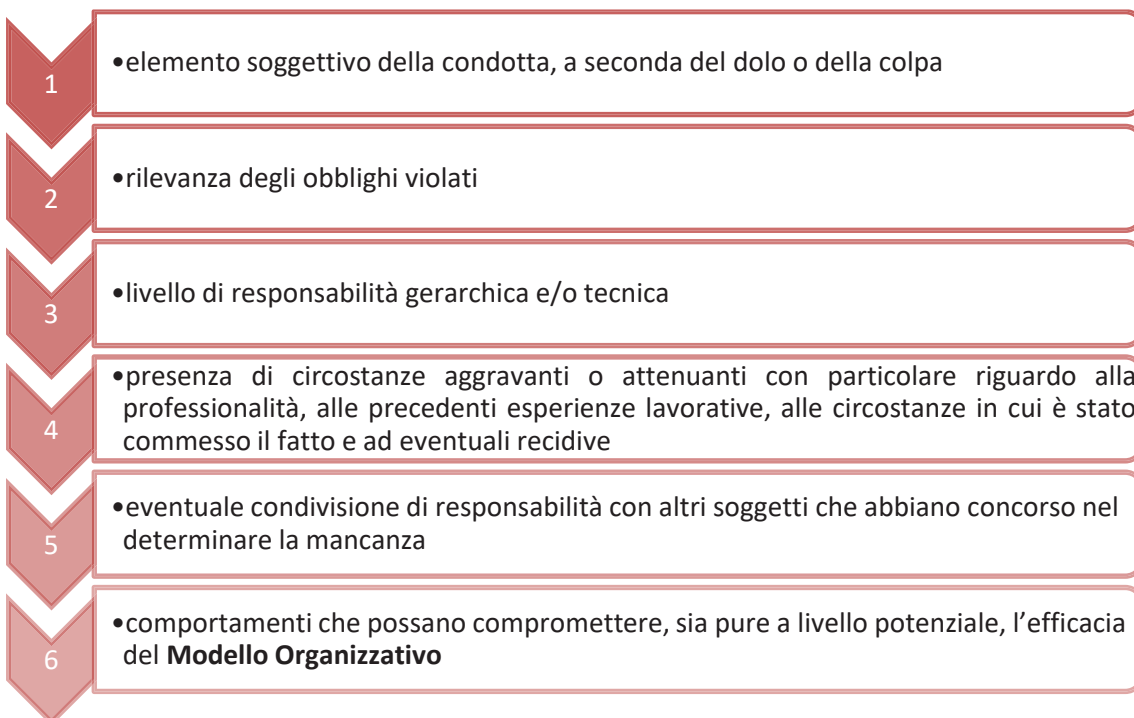 1
•elemento soggettivo della condotta, a seconda del dolo o della colpa
2
•rilevanza degli obblighi violati
3
•livello di responsabilità gerarchica e/o tecnica
4
•presenza di circostanze aggravanti o attenuanti con particolare riguardo alla
professionalità, alle precedenti esperienze lavorative, alle circostanze in cui è stato
commesso il fatto e ad eventuali recidive
5
•eventuale condivisione di responsabilità con altri soggetti che abbiano concorso nel
determinare la mancanza
6
•comportamenti che possano compromettere, sia pure a livello potenziale, l’efficacia
del Modello Organizzativo